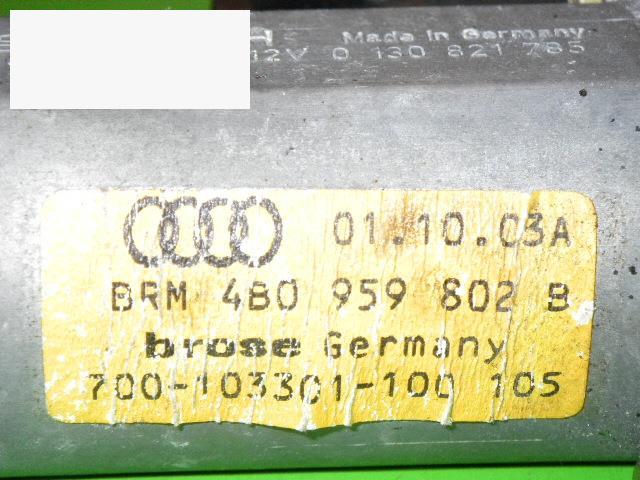 Made in Germany
12V 0 130 821 785
01.10.03A
BRM 4B0 959 802 B
brose Germany
700-103301-100 105